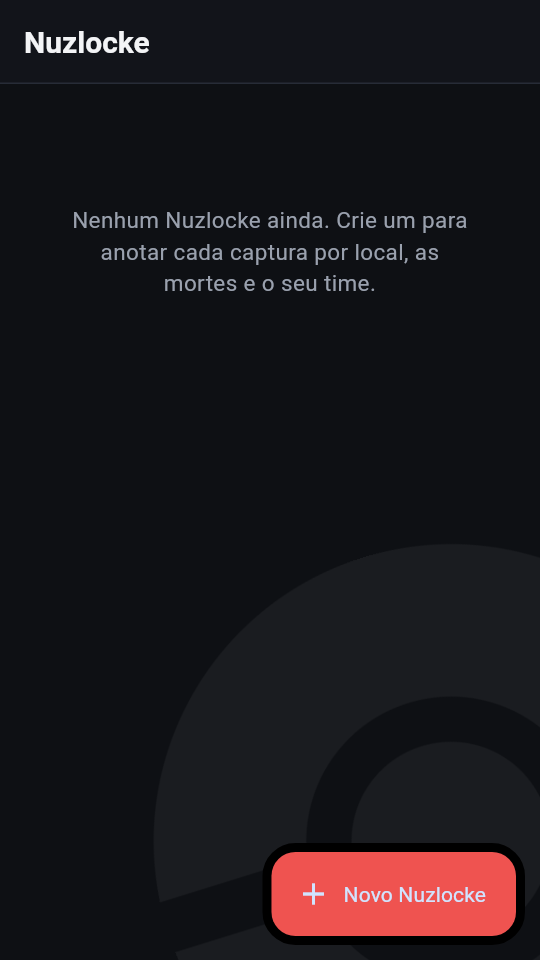 Nuzlocke
Nenhum Nuzlocke ainda. Crie um para
anotar cada captura por local, as
mortes e o seu time.
Novo Nuzlocke